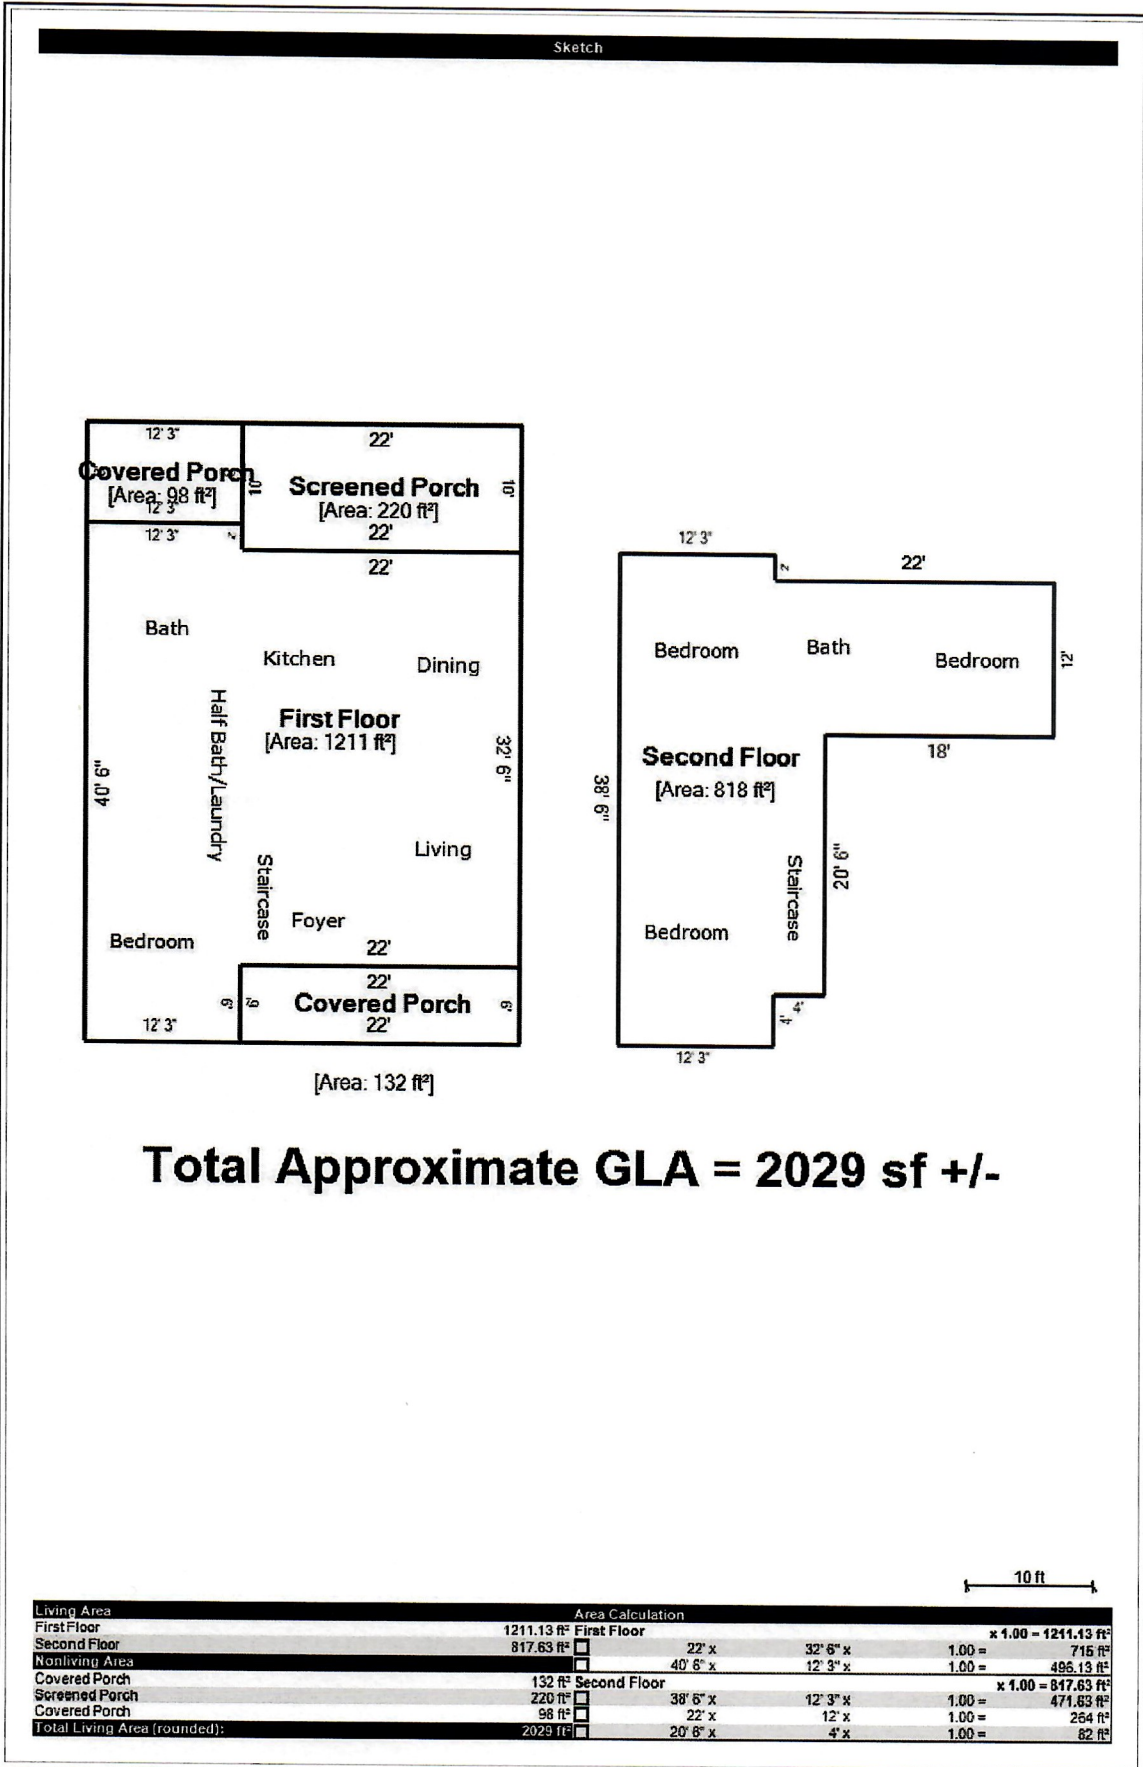 Sketch
12' 3"
22'
Covered Porch
[Area: 98 ft²]
12' 3"
10'
Screened Porch
[Area: 220 ft²]
10'
22'
12' 3"
2'
22'
Bath
Kitchen
Dining
First Floor
[Area: 1211 ft²]
Half Bath/Laundry
32' 6"
40' 6"
Living
Staircase
Foyer
Bedroom
22'
22'
6'
6'
Covered Porch
6'
12' 3"
22'
[Area: 132 ft²]
12' 3"
2'
22'
Bedroom
Bath
Bedroom
12'
18'
Second Floor
[Area: 818 ft²]
38' 6"
20' 6"
Staircase
Bedroom
4'
4'
12' 3"
Total Approximate GLA = 2029 sf +/-
10 ft
Living Area Area Calculation
First Floor 1211.13 ft² First Floor x 1.00 = 1211.13 ft²
Second Floor 817.63 ft² 22' x 32' 6" x 1.00 = 715 ft²
Nonliving Area 40' 6" x 12' 3" x 1.00 = 496.13 ft²
Covered Porch 132 ft² Second Floor x 1.00 = 817.63 ft²
Screened Porch 220 ft² 38' 6" x 12' 3" x 1.00 = 471.63 ft²
Covered Porch 98 ft² 22' x 12' x 1.00 = 264 ft²
Total Living Area (rounded): 2029 ft² 20' 6" x 4' x 1.00 = 82 ft²